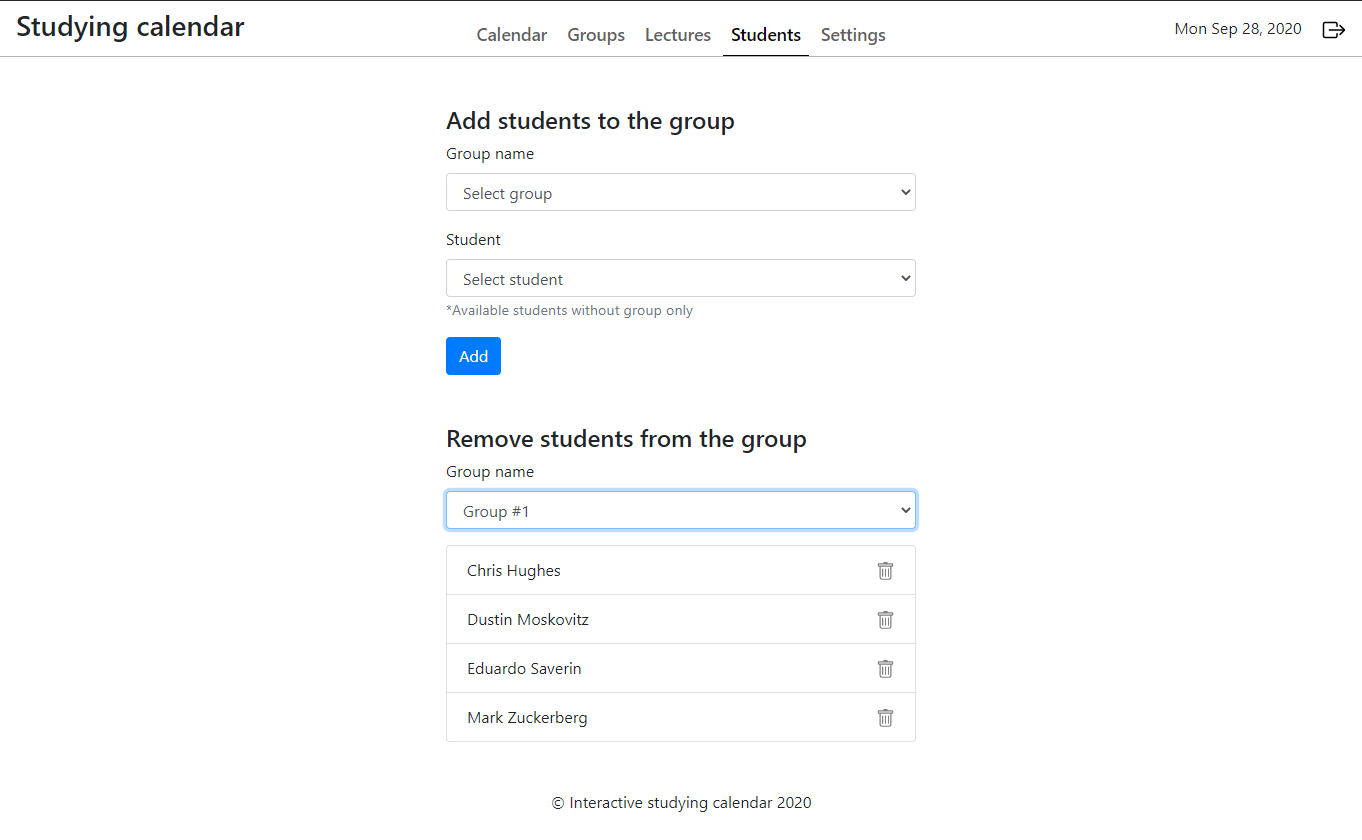 Studying calendar
Calendar Groups Lectures Students Settings
Mon Sep 28, 2020
Add students to the group
Group name
Select group
Student
Select student
*Available students without group only
Add
Remove students from the group
Group name
Group #1
Chris Hughes
Dustin Moskovitz
Eduardo Saverin
Mark Zuckerberg
© Interactive studying calendar 2020